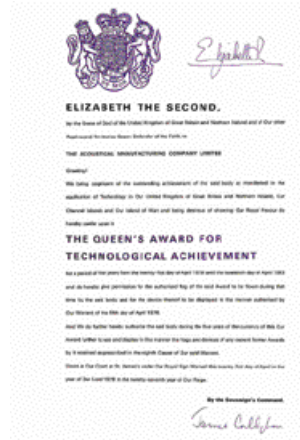 Elizabeth R
ELIZABETH THE SECOND,
by the Grace of God of the United Kingdom of Great Britain and Northern Ireland and of Our other
Realms and Territories Queen, Defender of the Faith, to
THE ACOUSTICAL MANUFACTURING COMPANY LIMITED
Greeting!
We being cognisant of the outstanding achievement of the said body as manifested in the
application of Technology in Our United Kingdom of Great Britain and Northern Ireland, Our
Channel Islands and Our Island of Man and being desirous of showing Our Royal Favour do
hereby confer upon it
THE QUEEN'S AWARD FOR
TECHNOLOGICAL ACHIEVEMENT
for a period of five years from the twenty-first day of April 1978 until the twentieth day of April 1983
and do hereby give permission for the authorised flag of the said Award to be flown during that
time by the said body and for the device thereof to be displayed in the manner authorised by
Our Warrant of the fifth day of April 1976.
And We do further hereby authorise the said body during the five years of the currency of this Our
Award further to use and display in like manner the flags and devices of any current former Awards
by it received as prescribed in the eighth Clause of Our said Warrant.
Given at Our Court at St. James's under Our Royal Sign Manual this twenty-first day of April in the
year of Our Lord 1978 in the twenty-seventh year of Our Reign.
By the Sovereign's Command.
James Callaghan